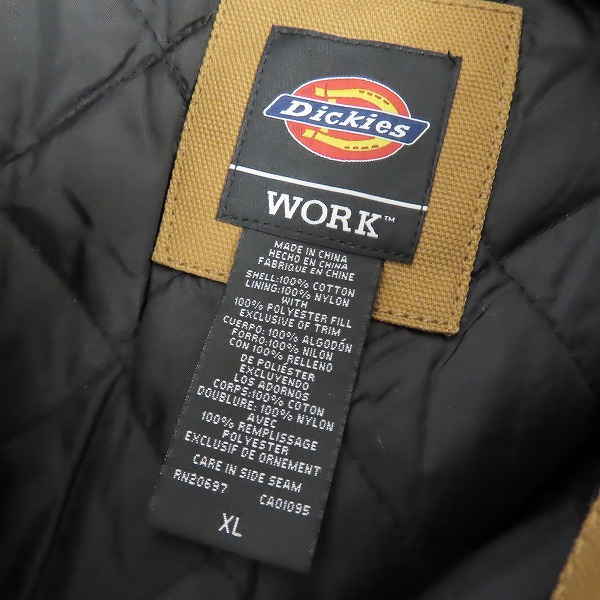 Dickies
WORK™
MADE IN CHINA
HECHO EN CHINA
FABRIQUE EN CHINE
SHELL:100% COTTON
LINING:100% NYLON
WITH
100% POLYESTER FILL
EXCLUSIVE OF TRIM
CUERPO: 100% ALGODÓN
FORRO:100% NILON
CON 100% RELLENO
DE POLIÉSTER
EXCLUYENDO
LOS ADORNOS
CORPS:100% COTON
DOUBLURE: 100% NYLON
AVEC
100% REMPLISSAGE
POLYESTER
EXCLUSIF DE ORNEMENT
CARE IN SIDE SEAM
RN20697 CA01095
XL